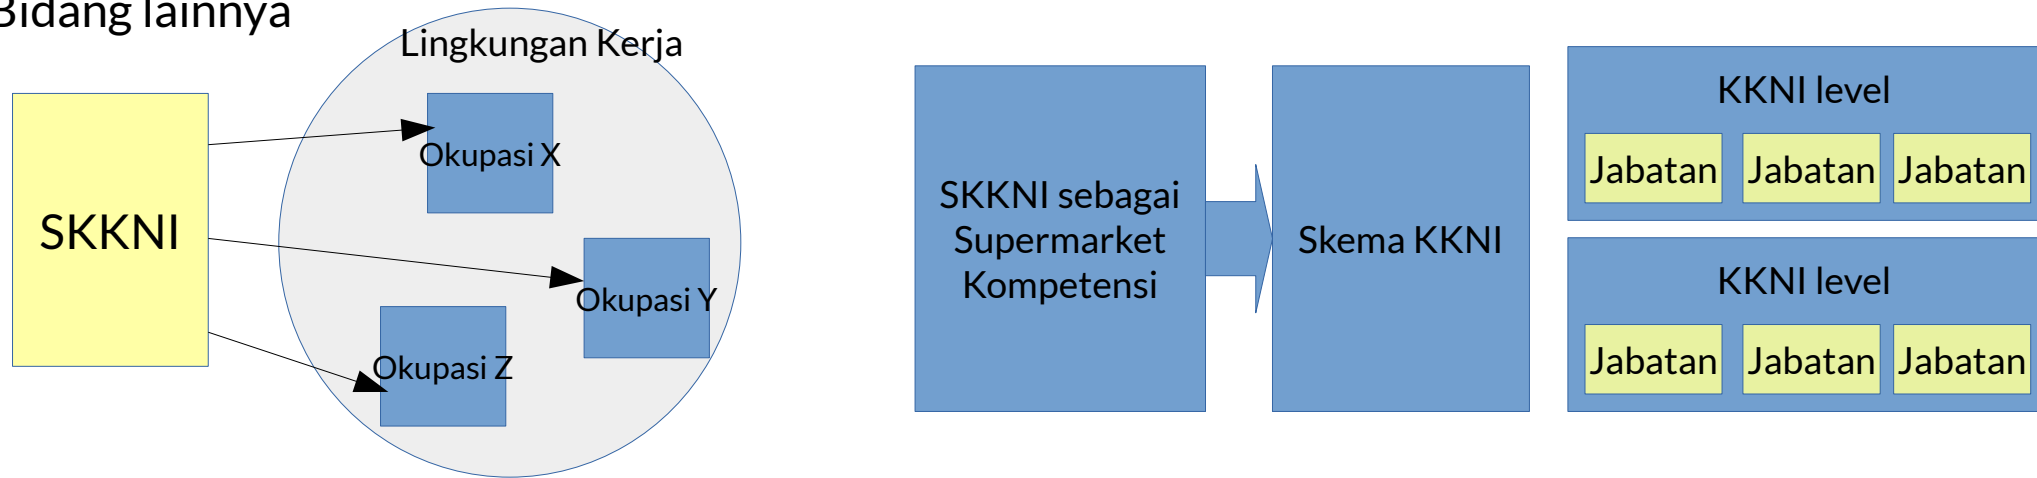 Bidang lainnya
Lingkungan Kerja
SKKNI
Okupasi X
Okupasi Y
Okupasi Z
SKKNI sebagai
Supermarket
Kompetensi
Skema KKNI
KKNI level
Jabatan Jabatan Jabatan
KKNI level
Jabatan Jabatan Jabatan